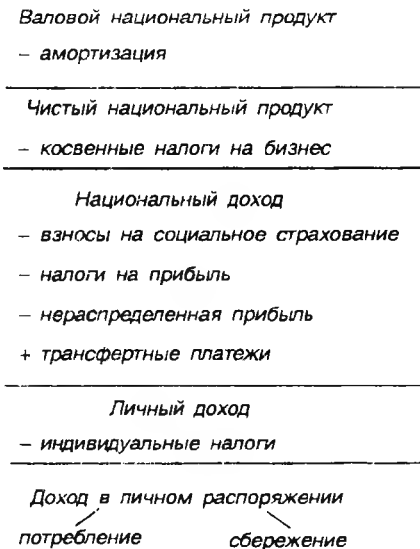 Валовой национальный продукт
– амортизация
Чистый национальный продукт
– косвенные налоги на бизнес
Национальный доход
– взносы на социальное страхование
– налоги на прибыль
– нераспределенная прибыль
+ трансфертные платежи
Личный доход
– индивидуальные налоги
Доход в личном распоряжении
потребление сбережение